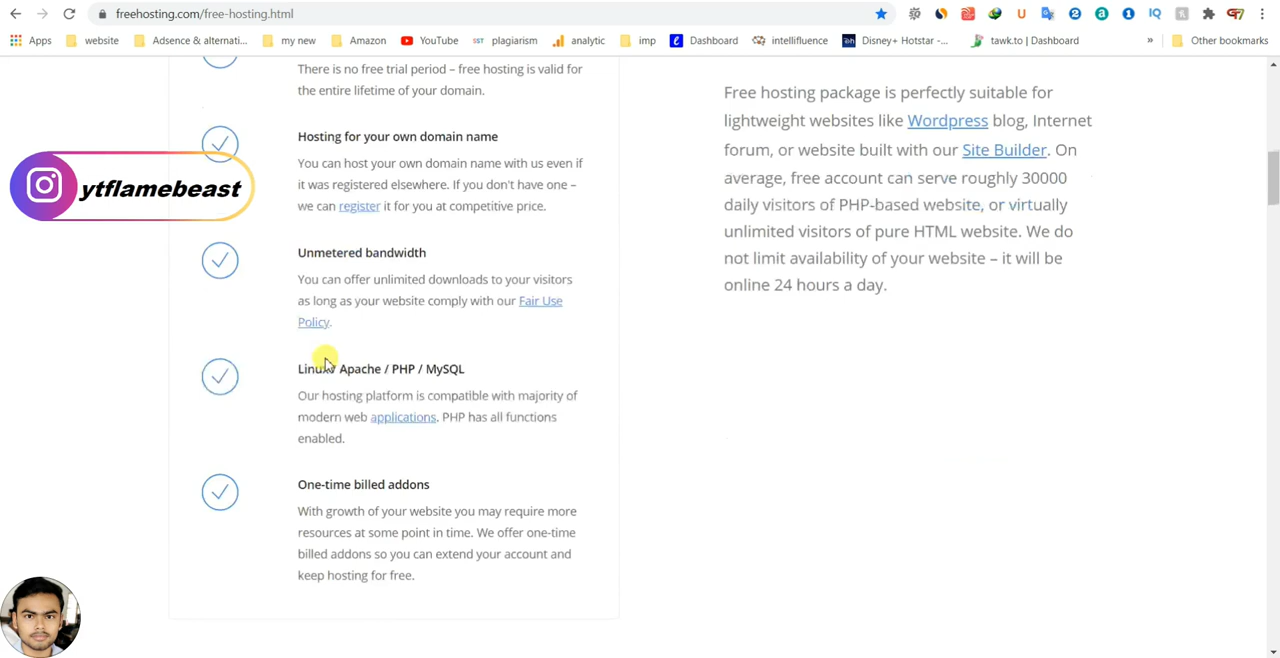 freehosting.com/free-hosting.html
Apps website Adsence & alternati... my new Amazon YouTube SST plagiarism analytic imp Dashboard intellifluence Disney+ Hotstar -... tawk.to | Dashboard » Other bookmarks
There is no free trial period – free hosting is valid for
the entire lifetime of your domain.
Hosting for your own domain name
You can host your own domain name with us even if
it was registered elsewhere. If you don't have one –
we can register it for you at competitive price.
Unmetered bandwidth
You can offer unlimited downloads to your visitors
as long as your website comply with our Fair Use
Policy.
Linux / Apache / PHP / MySQL
Our hosting platform is compatible with majority of
modern web applications. PHP has all functions
enabled.
One-time billed addons
With growth of your website you may require more
resources at some point in time. We offer one-time
billed addons so you can extend your account and
keep hosting for free.
Free hosting package is perfectly suitable for
lightweight websites like Wordpress blog, Internet
forum, or website built with our Site Builder. On
average, free account can serve roughly 30000
daily visitors of PHP-based website, or virtually
unlimited visitors of pure HTML website. We do
not limit availability of your website – it will be
online 24 hours a day.
ytflamebeast